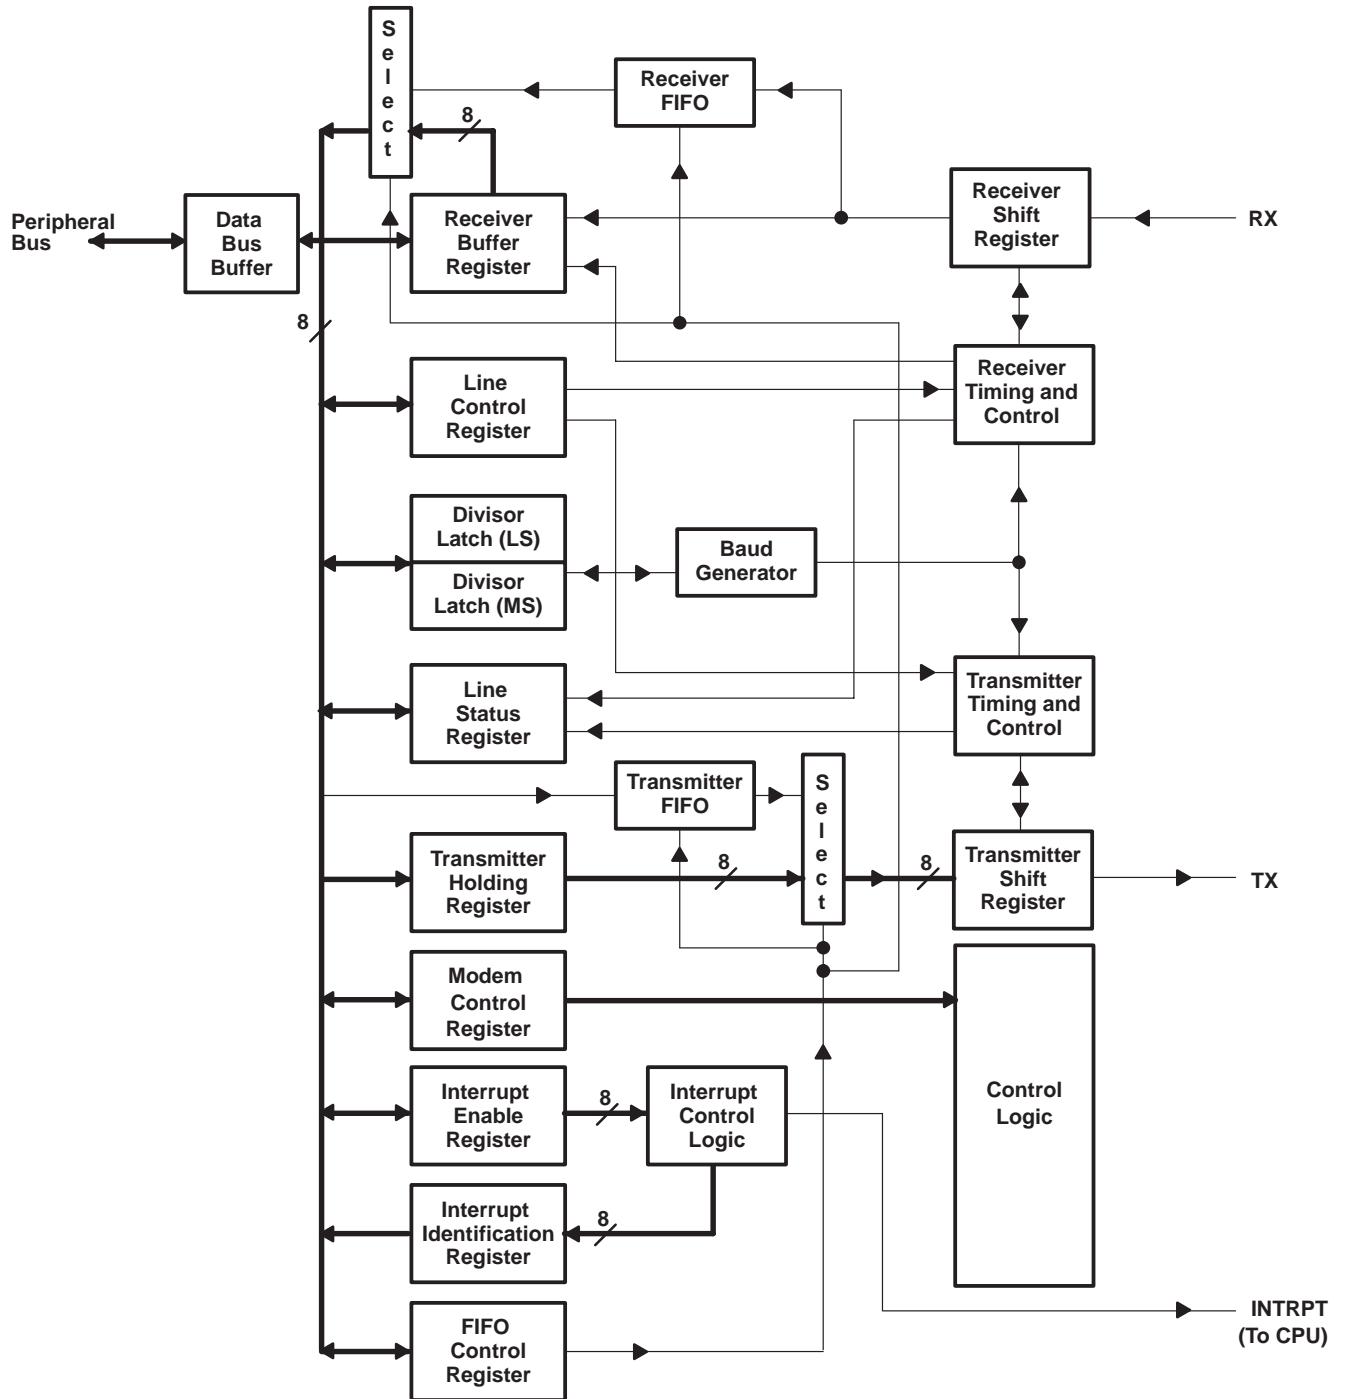 S
e
l
e
c
t
Receiver
FIFO
8
Peripheral
Bus
Data
Bus
Buffer
Receiver
Buffer
Register
Receiver
Shift
Register
RX
8
Line
Control
Register
Receiver
Timing and
Control
Divisor
Latch (LS)
Divisor
Latch (MS)
Baud
Generator
Line
Status
Register
Transmitter
Timing and
Control
Transmitter
FIFO
S
e
l
e
c
t
Transmitter
Holding
Register
8
8
Transmitter
Shift
Register
TX
Modem
Control
Register
Control
Logic
Interrupt
Enable
Register
8
Interrupt
Control
Logic
Interrupt
Identification
Register
8
INTRPT
(To CPU)
FIFO
Control
Register